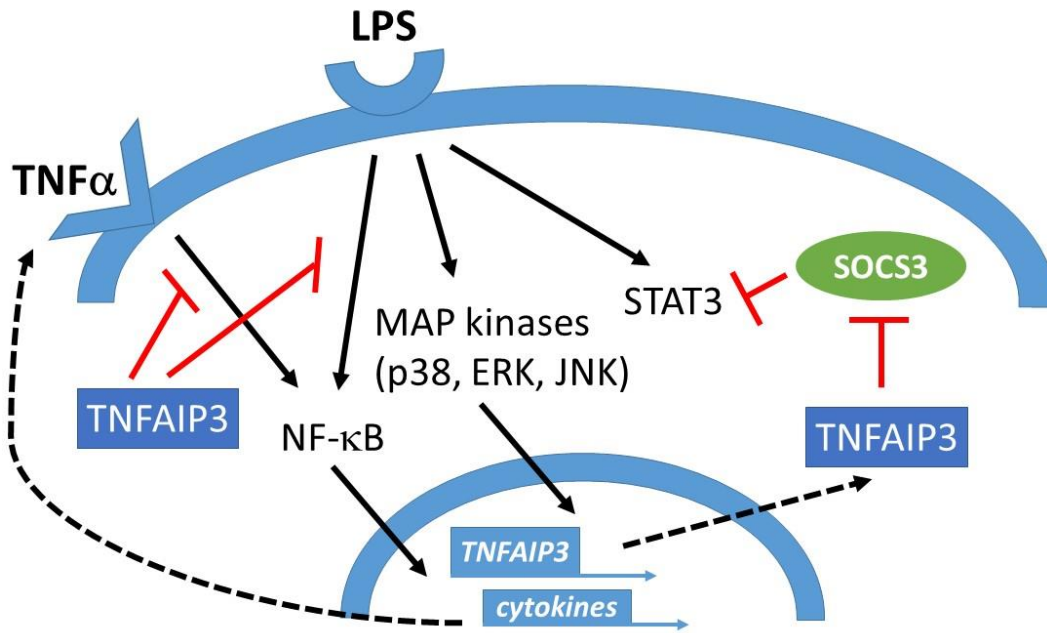 LPS
TNFα
SOCS3
STAT3
MAP kinases
(p38, ERK, JNK)
TNFAIP3
TNFAIP3
NF-κB
TNFAIP3
cytokines